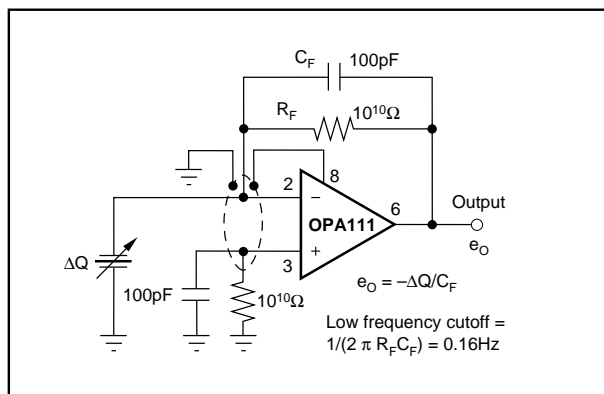 C_F 100pF
R_F 10^10Ω
8
2
−
OPA111
6
Output
e_O
+
3
ΔQ
100pF
10^10Ω
e_O = −ΔQ/C_F
Low frequency cutoff =
1/(2 π R_FC_F) = 0.16Hz